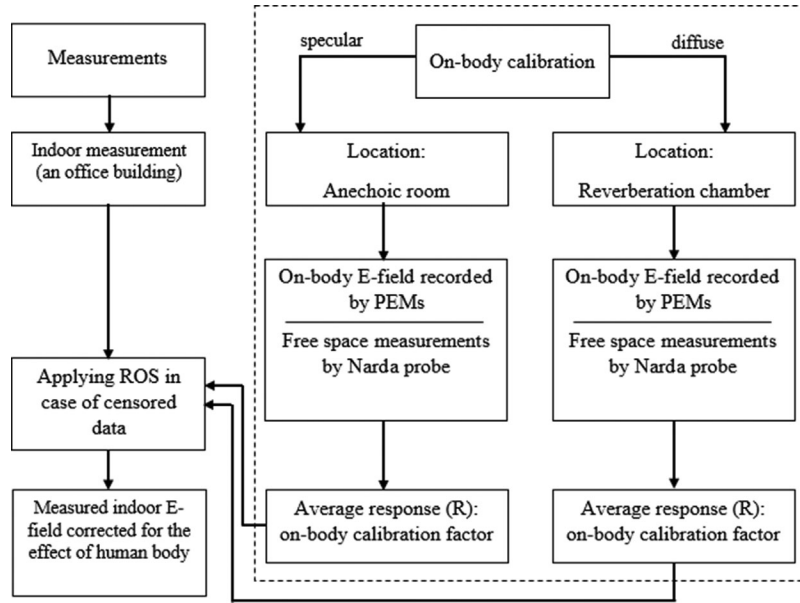 Measurements
Indoor measurement
(an office building)
Applying ROS in
case of censored
data
Measured indoor E-
field corrected for the
effect of human body
specular
On-body calibration
diffuse
Location:
Anechoic room
On-body E-field recorded
by PEMs
Free space measurements
by Narda probe
Average response (R):
on-body calibration factor
Location:
Reverberation chamber
On-body E-field recorded
by PEMs
Free space measurements
by Narda probe
Average response (R):
on-body calibration factor